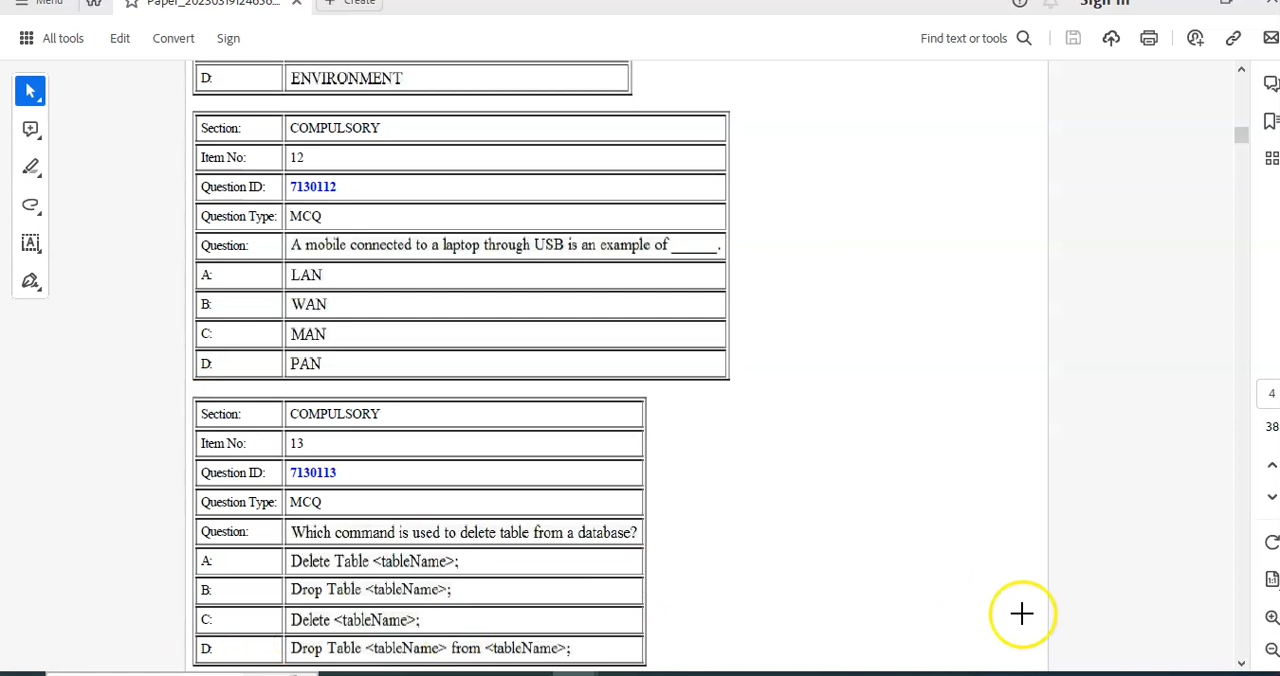 Menu
Paper_20230319124656...
Create
Sign in
All tools
Edit
Convert
Sign
Find text or tools
D: ENVIRONMENT
Section: COMPULSORY
Item No: 12
Question ID: 7130112
Question Type: MCQ
Question: A mobile connected to a laptop through USB is an example of ______.
A: LAN
B: WAN
C: MAN
D: PAN
Section: COMPULSORY
Item No: 13
Question ID: 7130113
Question Type: MCQ
Question: Which command is used to delete table from a database?
A: Delete Table <tableName>;
B: Drop Table <tableName>;
C: Delete <tableName>;
D: Drop Table <tableName> from <tableName>;
4
38